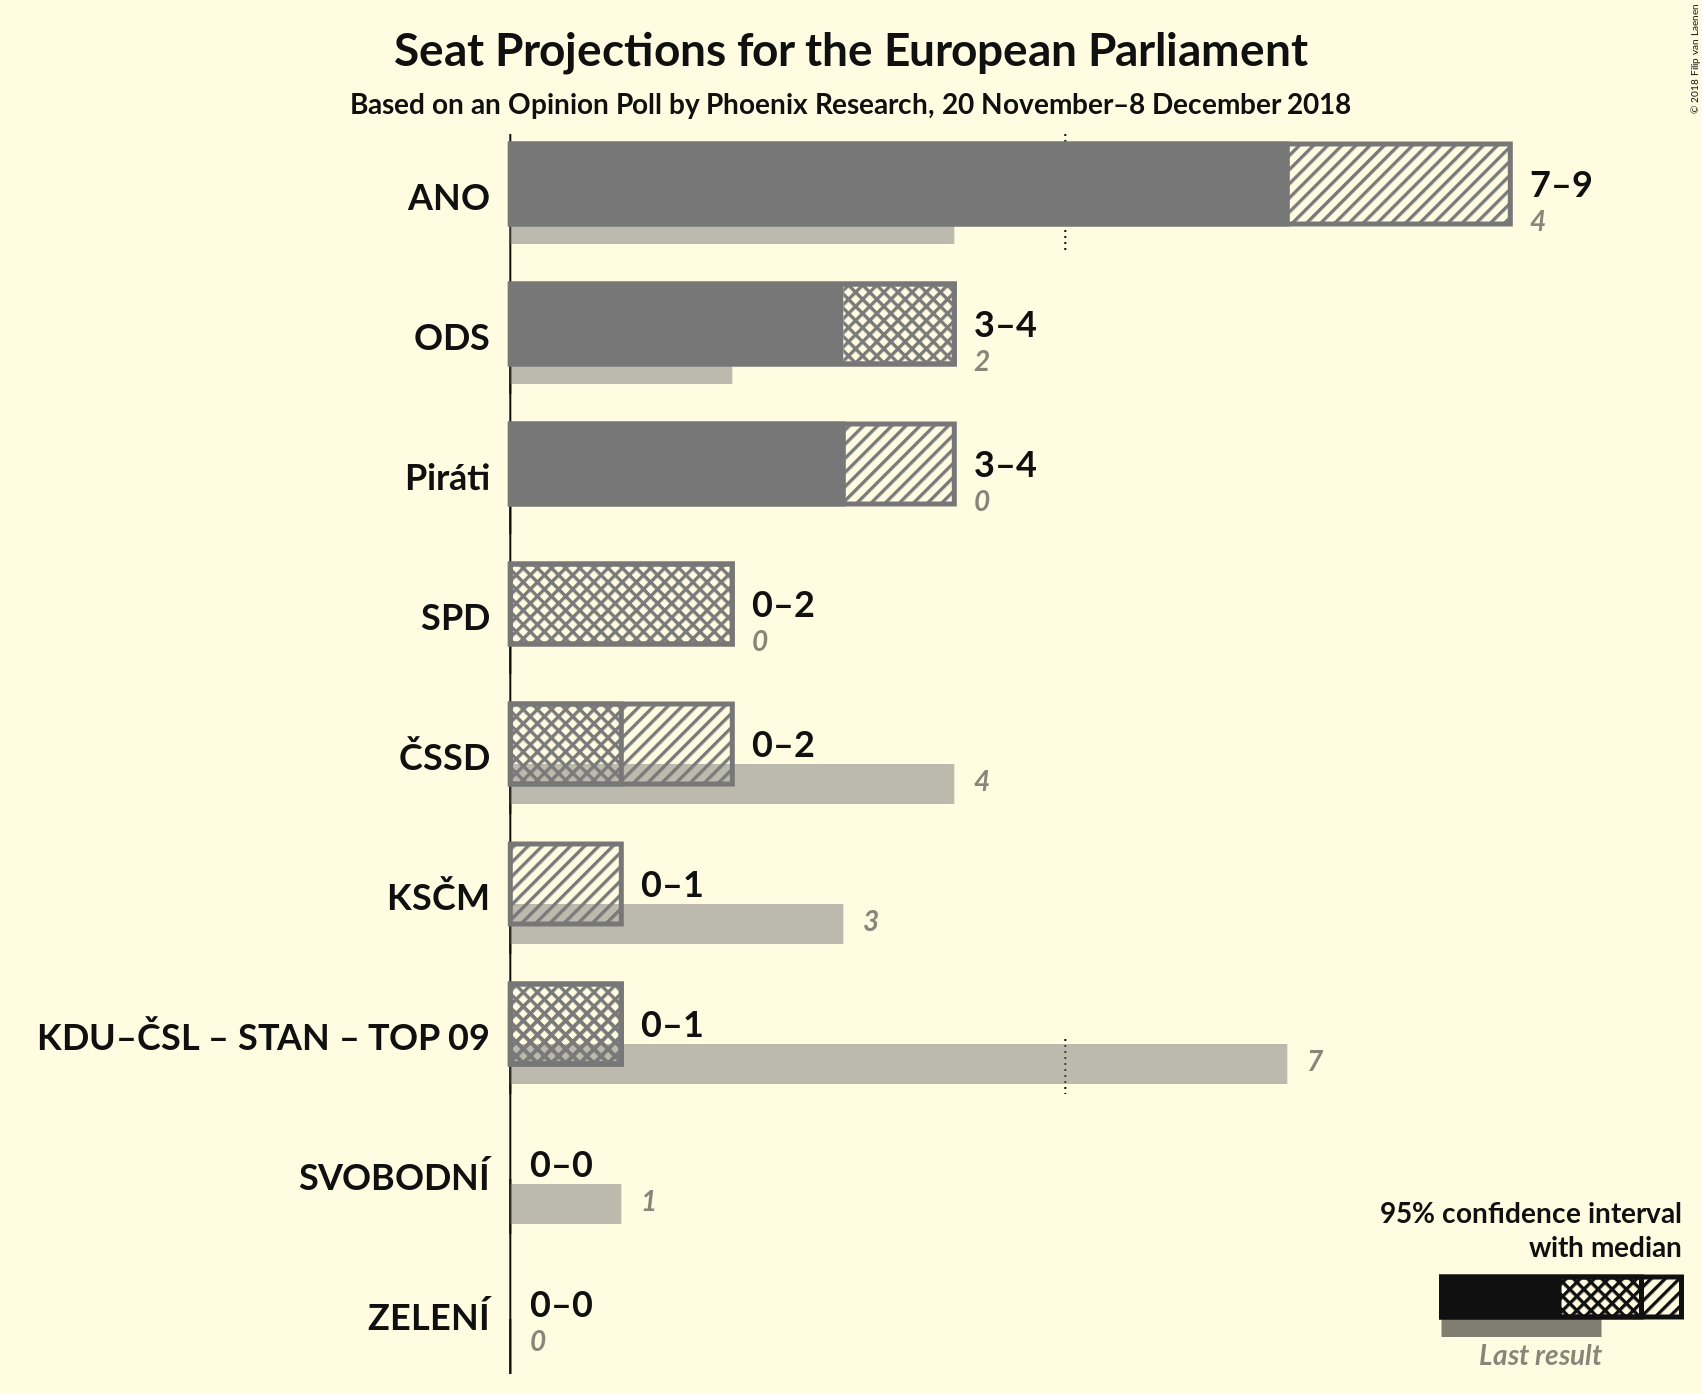 Seat Projections for the European Parliament
Based on an Opinion Poll by Phoenix Research, 20 November–8 December 2018
© 2018 Filip van Laenen
ANO
7–9
4
ODS
3–4
2
Piráti
3–4
0
SPD
0–2
0
ČSSD
0–2
4
KSČM
0–1
3
KDU–ČSL – STAN – TOP 09
0–1
7
SVOBODNÍ
0–0
1
ZELENÍ
0–0
0
95% confidence interval
with median
Last result